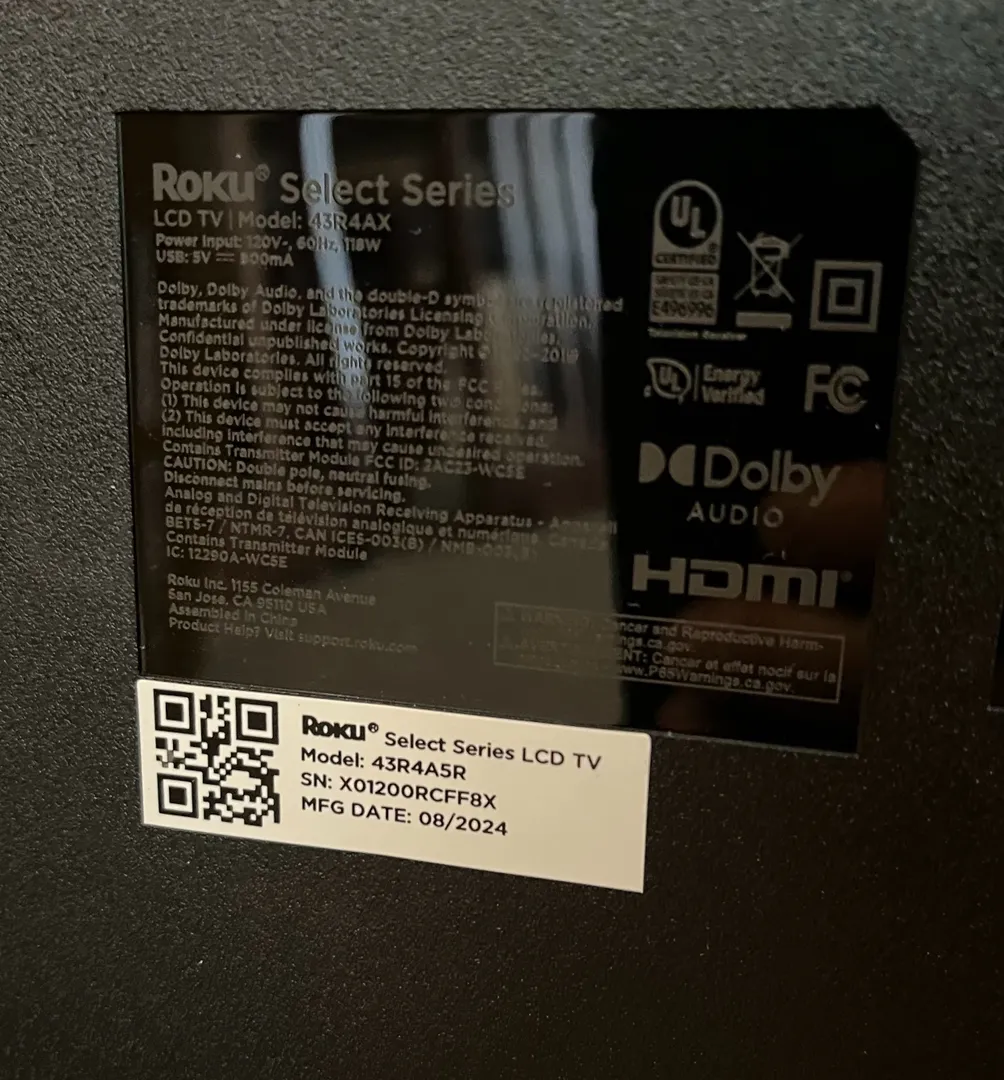 Roku® Select Series
LCD TV | Model: 43R4AX
Power Input: 120V~, 60Hz, 118W
USB: 5V ⎓ 500mA
Dolby, Dolby Audio, and the double-D symbol are registered
trademarks of Dolby Laboratories Licensing Corporation.
Manufactured under license from Dolby Laboratories.
Confidential unpublished works. Copyright ©
Dolby Laboratories. All rights reserved.
This device complies with part 15 of the FCC Rules.
Operation is subject to the following two conditions:
(1) This device may not cause harmful interference, and
(2) This device must accept any interference received,
including interference that may cause undesired operation.
Contains Transmitter Module FCC ID: 2AC23-WC5E
CAUTION: Double pole, neutral fusing.
Disconnect mains before servicing.
Analog and Digital Television Receiving Apparatus - Appareil
de réception de télévision analogique et numérique, Canada
BETS-7 / NTMR-7, CAN ICES-003(B) / NMB-003(B)
Contains Transmitter Module
IC: 12290A-WC5E
Roku Inc. 1155 Coleman Avenue
San Jose, CA 95110 USA
Assembled in China
Product Help? Visit support.roku.com
UL
®
CERTIFIED
E496996
Television Receiver
UL | Energy
Verified
FC
Dolby
AUDIO
HDMI®
WARNING: Cancer and Reproductive Harm-
www.P65Warnings.ca.gov.
Cancer et effet nocif sur la
www.P65Warnings.ca.gov.
Roku® Select Series LCD TV
Model: 43R4A5R
SN: X01200RCFF8X
MFG DATE: 08/2024